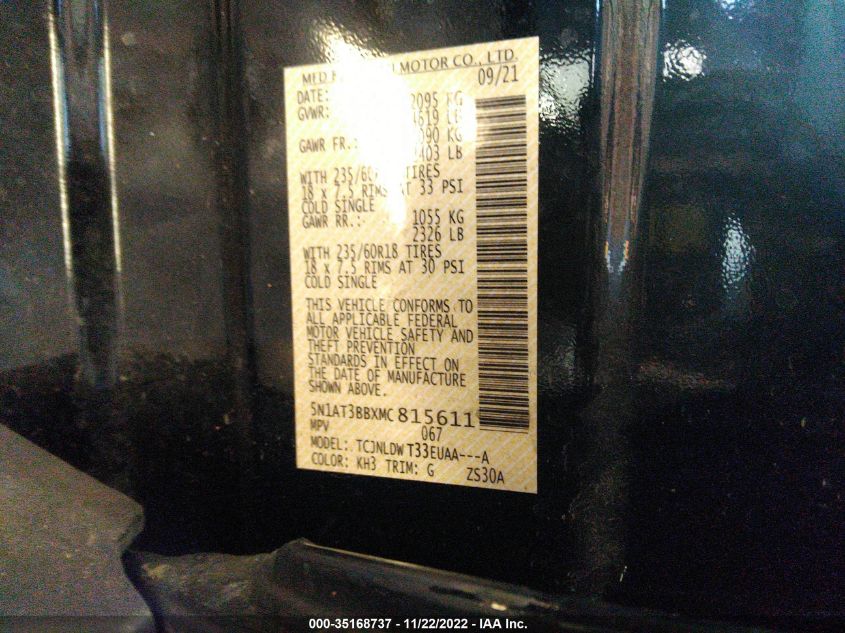 MOTOR CO., LTD.
DATE: 09/21
GVWR: 2095 KG
4619 LB
GAWR FR.: KG
LB
WITH TIRES
18 x 7.5 RIMS AT 33 PSI
COLD SINGLE
GAWR RR.: 1055 KG
2326 LB
WITH 235/60R18 TIRES
18 x 7.5 RIMS AT 30 PSI
COLD SINGLE
THIS VEHICLE CONFORMS TO
ALL APPLICABLE FEDERAL
MOTOR VEHICLE SAFETY AND
THEFT PREVENTION
STANDARDS IN EFFECT ON
THE DATE OF MANUFACTURE
SHOWN ABOVE.
5N1AT3BBXMC815611
MPV 067
MODEL: TCJNLDWT33EUAA---A
COLOR: KH3 TRIM: G ZS30A
000-35168737 - 11/22/2022 - IAA Inc.